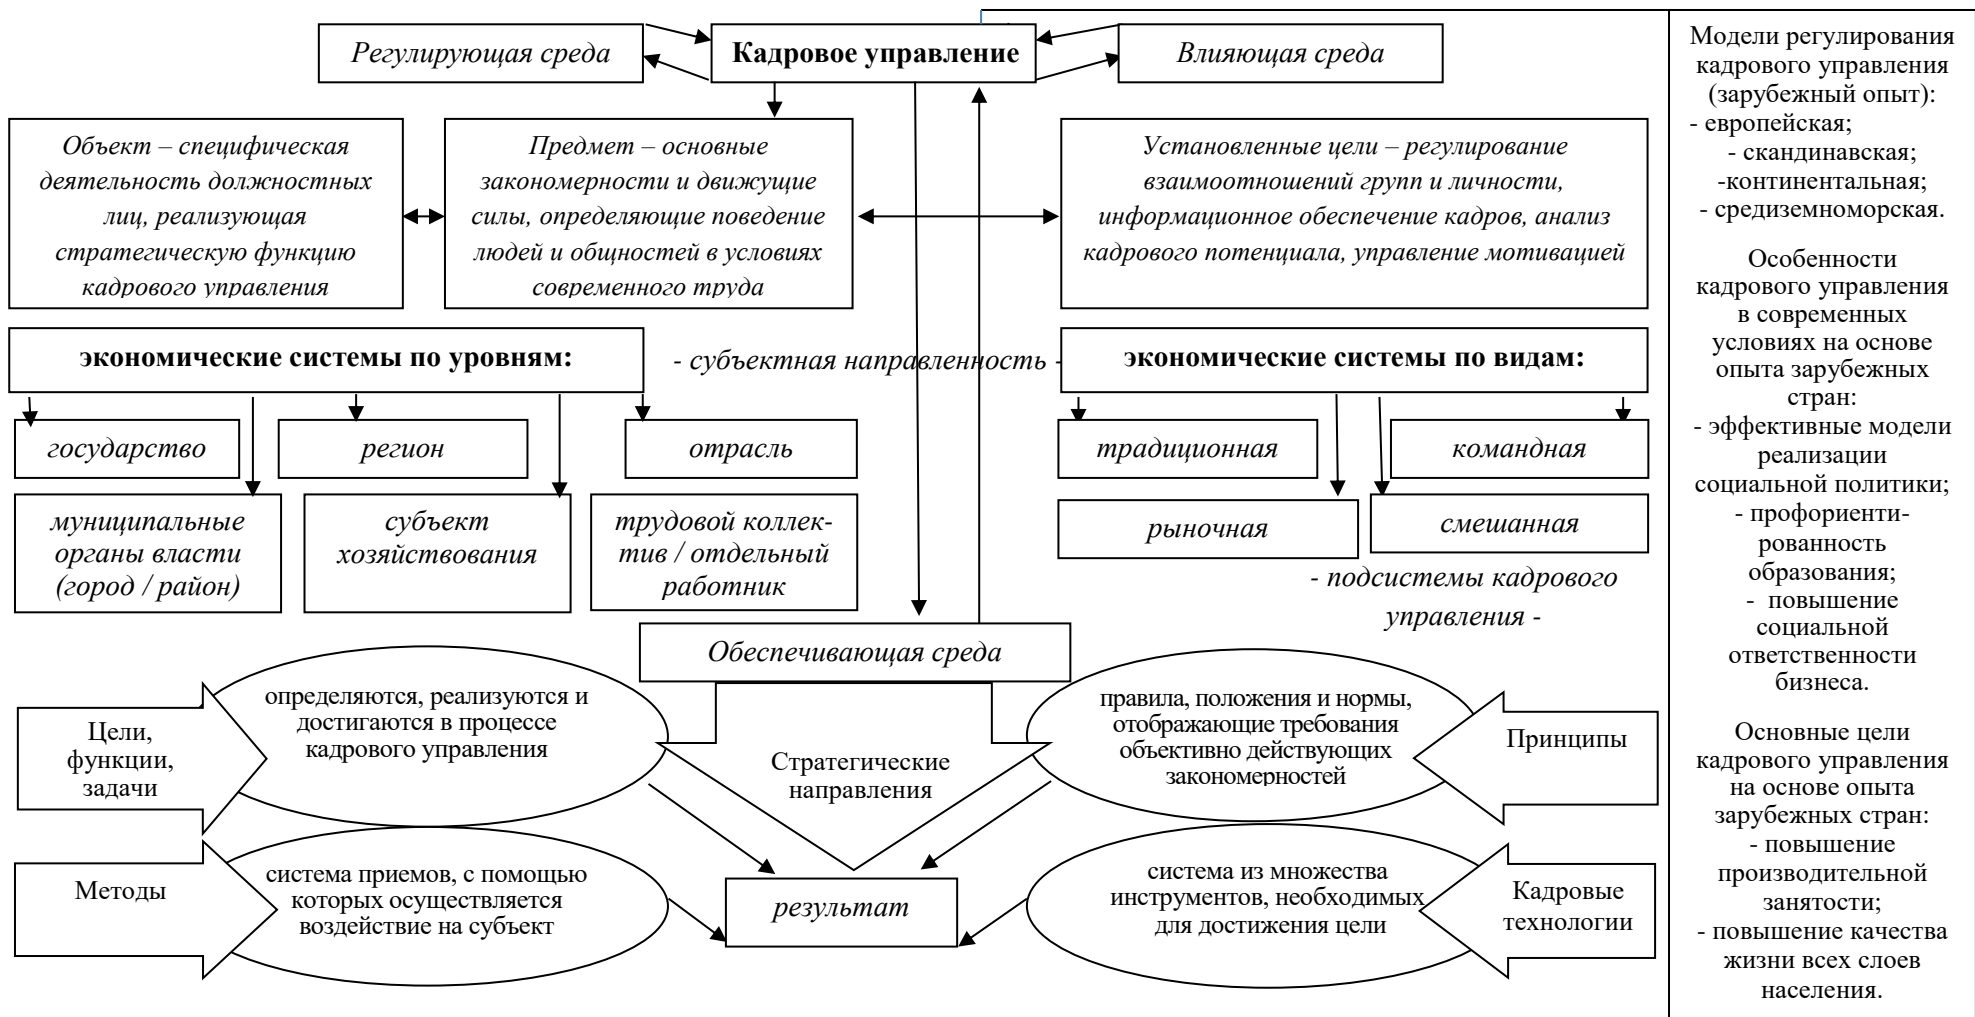 Регулирующая среда
Кадровое управление
Влияющая среда
Объект – специфическая
деятельность должностных
лиц, реализующая
стратегическую функцию
кадрового управления
Предмет – основные
закономерности и движущие
силы, определяющие поведение
людей и общностей в условиях
современного труда
Установленные цели – регулирование
взаимоотношений групп и личности,
информационное обеспечение кадров, анализ
кадрового потенциала, управление мотивацией
экономические системы по уровням:
- субъектная направленность -
экономические системы по видам:
государство
регион
отрасль
традиционная
командная
муниципальные
органы власти
(город / район)
субъект
хозяйствования
трудовой коллек-
тив / отдельный
работник
рыночная
смешанная
- подсистемы кадрового
управления -
Обеспечивающая среда
Цели,
функции,
задачи
определяются, реализуются и
достигаются в процессе
кадрового управления
Стратегические
направления
правила, положения и нормы,
отображающие требования
объективно действующих
закономерностей
Принципы
Методы
система приемов, с помощью
которых осуществляется
воздействие на субъект
результат
система из множества
инструментов, необходимых
для достижения цели
Кадровые
технологии
Модели регулирования
кадрового управления
(зарубежный опыт):
- европейская;
- скандинавская;
-континентальная;
- средиземноморская.
Особенности
кадрового управления
в современных
условиях на основе
опыта зарубежных
стран:
- эффективные модели
реализации
социальной политики;
- профориенти-
рованность
образования;
- повышение
социальной
ответственности
бизнеса.
Основные цели
кадрового управления
на основе опыта
зарубежных стран:
- повышение
производительной
занятости;
- повышение качества
жизни всех слоев
населения.